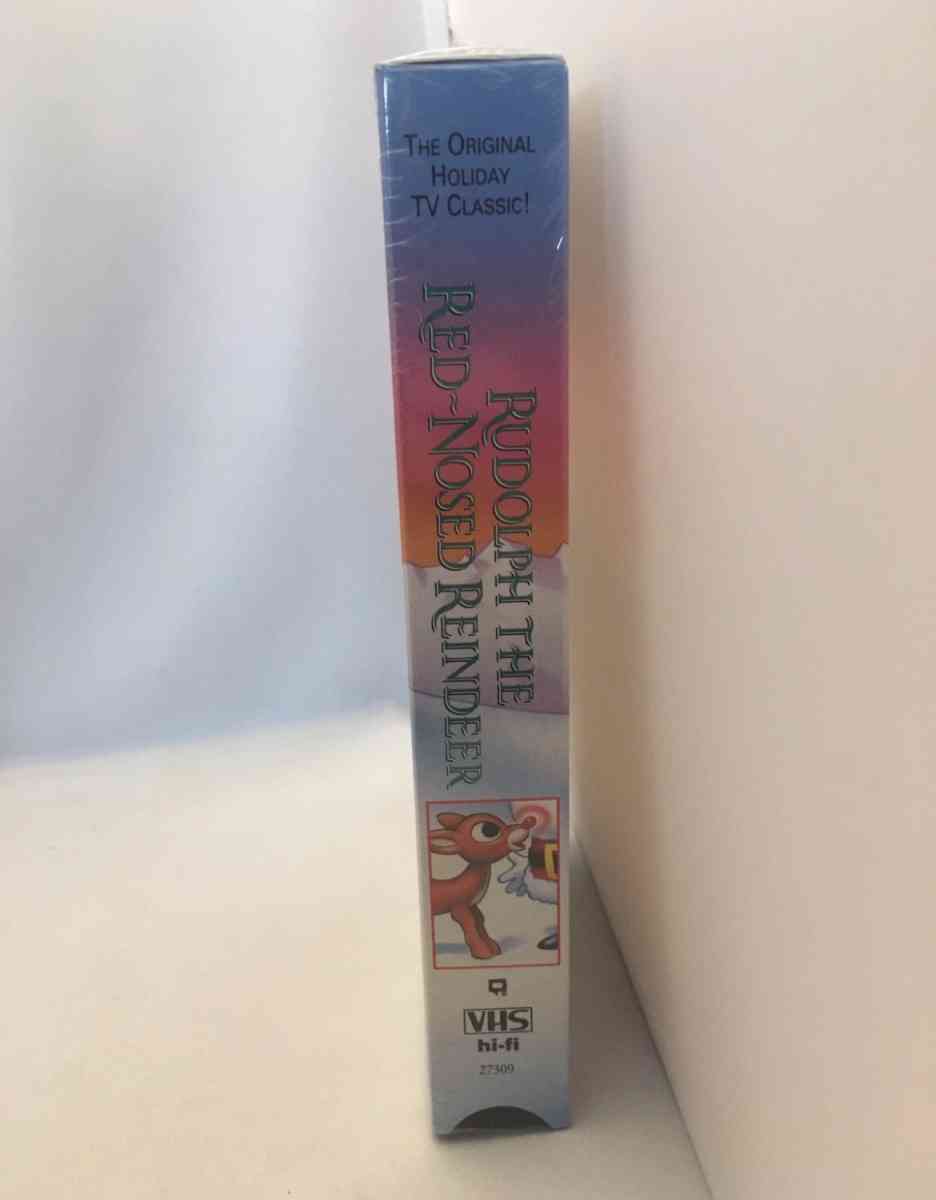 THE ORIGINAL
HOLIDAY
TV CLASSIC!
RUDOLPH THE
RED~NOSED REINDEER
VHS
hi-fi
27309